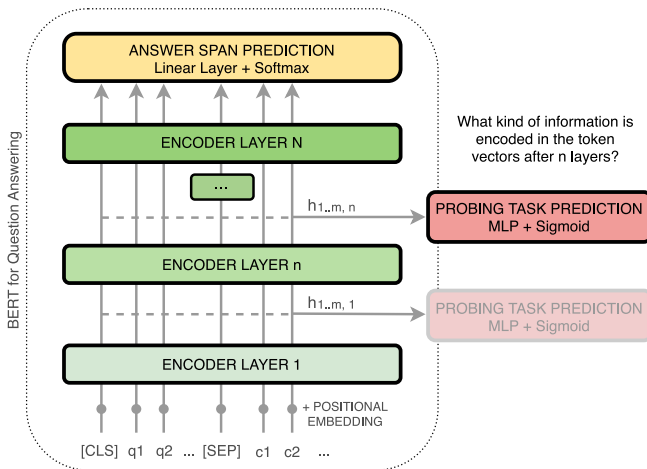 ANSWER SPAN PREDICTION
Linear Layer + Softmax
ENCODER LAYER N
...
What kind of information is
encoded in the token
vectors after n layers?
h1..m, n
PROBING TASK PREDICTION
MLP + Sigmoid
ENCODER LAYER n
h1..m, 1
PROBING TASK PREDICTION
MLP + Sigmoid
ENCODER LAYER 1
+ POSITIONAL
EMBEDDING
[CLS] q1 q2 ... [SEP] c1 c2 ...
BERT for Question Answering